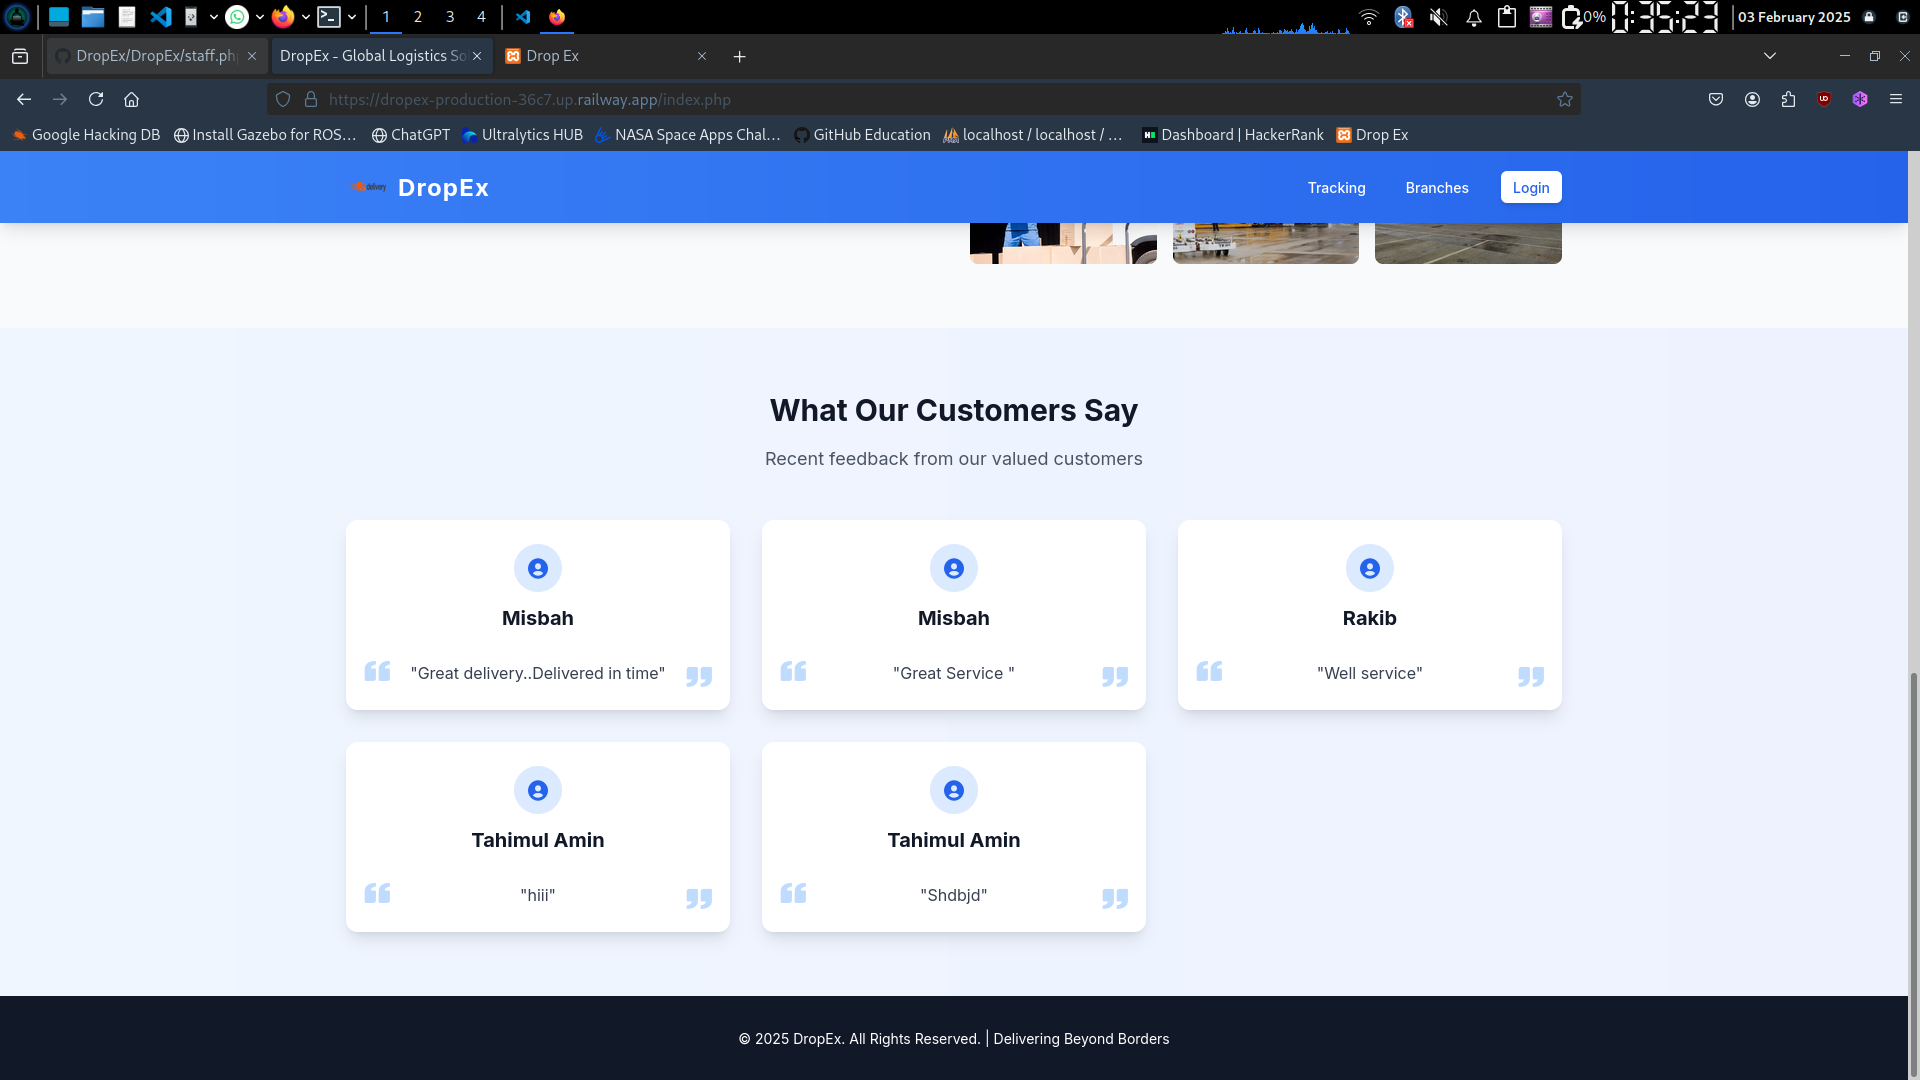 1 2 3 4
0%
0:35:23
03 February 2025
DropEx/DropEx/staff.ph
DropEx - Global Logistics So
Drop Ex
https://dropex-production-36c7.up.railway.app/index.php
Google Hacking DB
Install Gazebo for ROS...
ChatGPT
Ultralytics HUB
NASA Space Apps Chal...
GitHub Education
localhost / localhost / ...
Dashboard | HackerRank
Drop Ex
delivery
DropEx
Tracking
Branches
Login
What Our Customers Say
Recent feedback from our valued customers
Misbah
"Great delivery..Delivered in time"
Misbah
"Great Service "
Rakib
"Well service"
Tahimul Amin
"hiii"
Tahimul Amin
"Shdbjd"
© 2025 DropEx. All Rights Reserved. | Delivering Beyond Borders